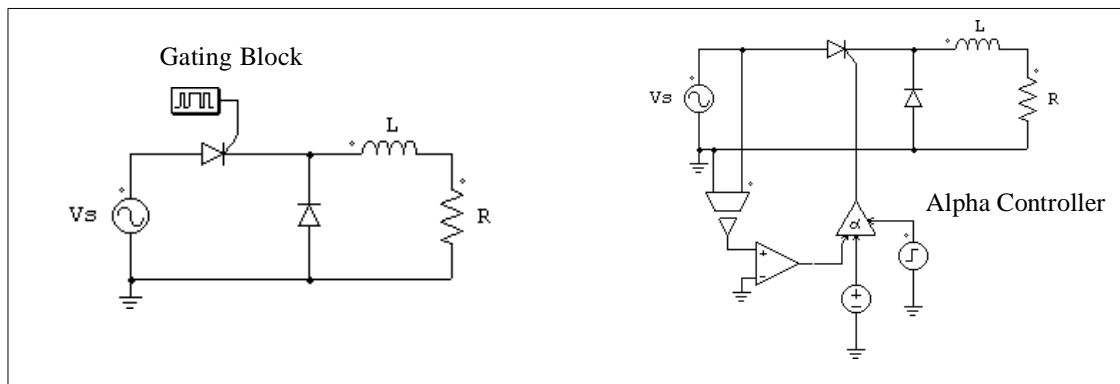 Gating Block
L
Vs
R
L
Vs
R
Alpha Controller
α